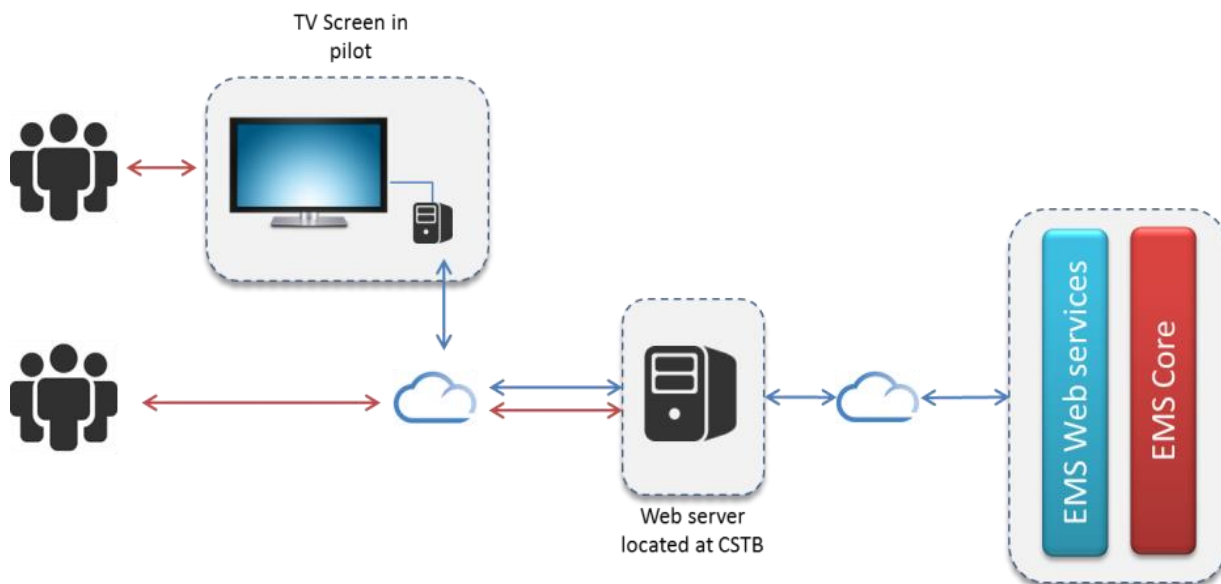 TV Screen in
pilot
Web server
located at CSTB
EMS Web services
EMS Core